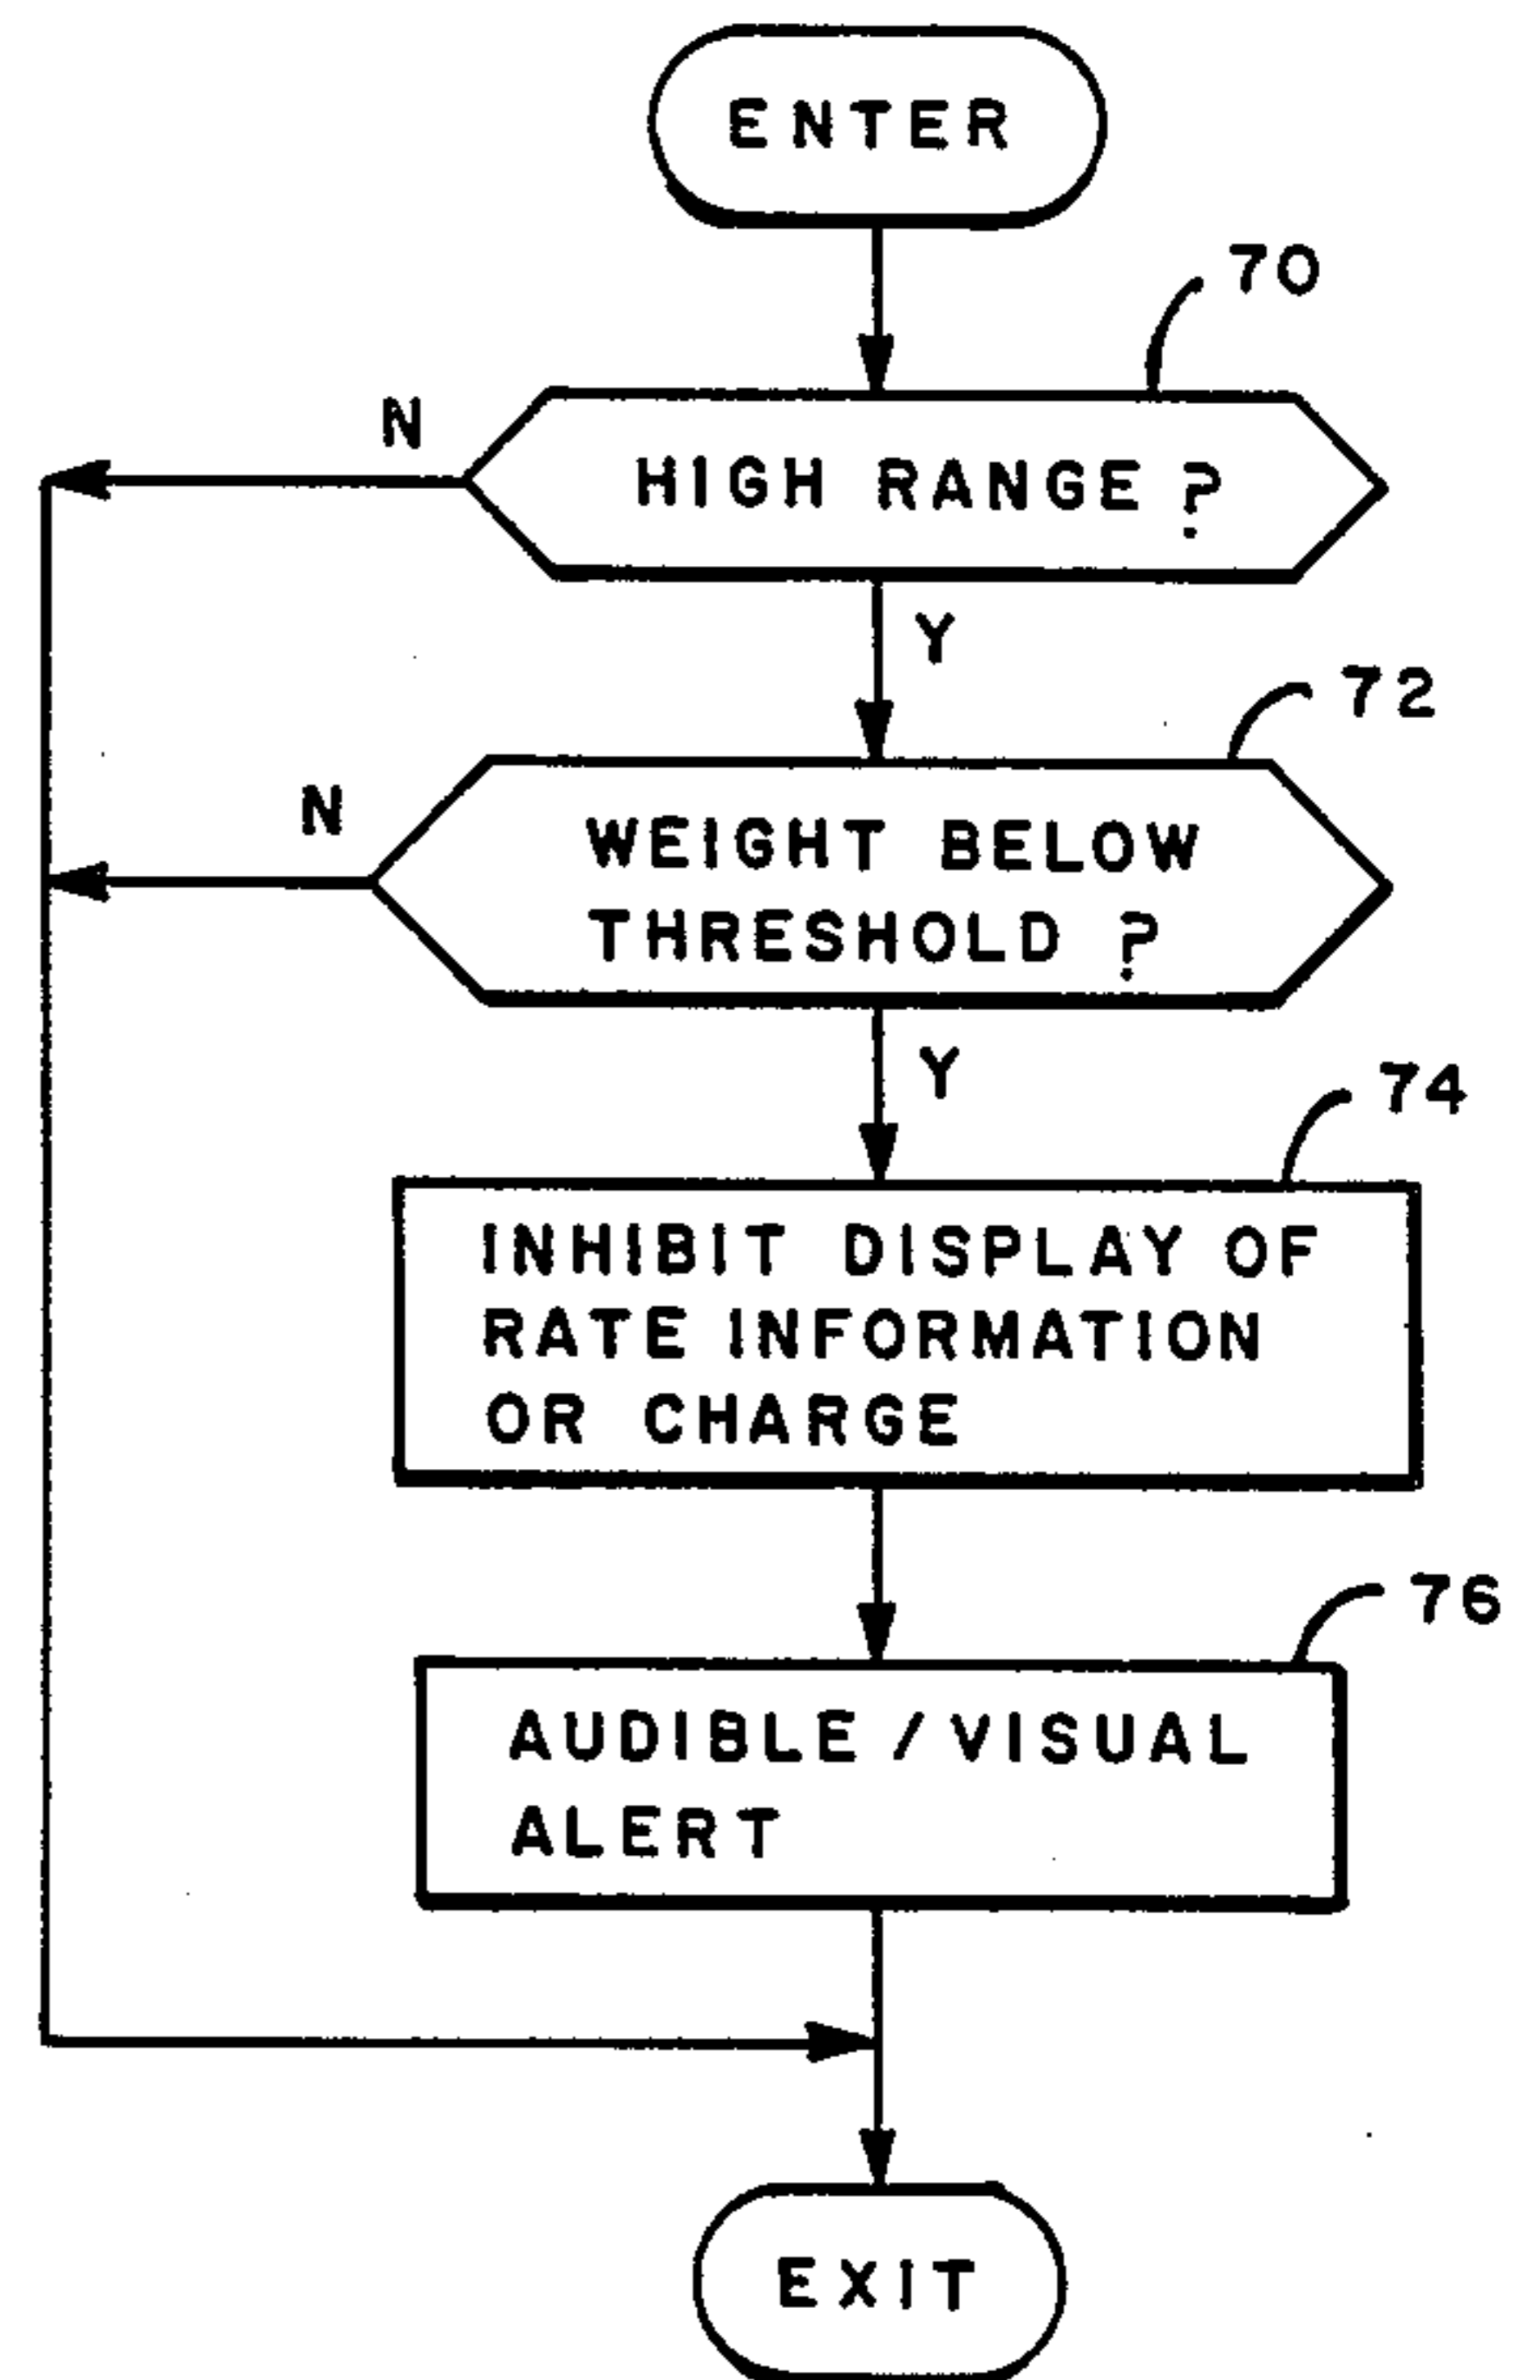 ENTER
70
N
HIGH RANGE ?
Y
72
N
WEIGHT BELOW
THRESHOLD ?
Y
74
INHIBIT DISPLAY OF
RATE INFORMATION
OR CHARGE
76
AUDIBLE / VISUAL
ALERT
EXIT